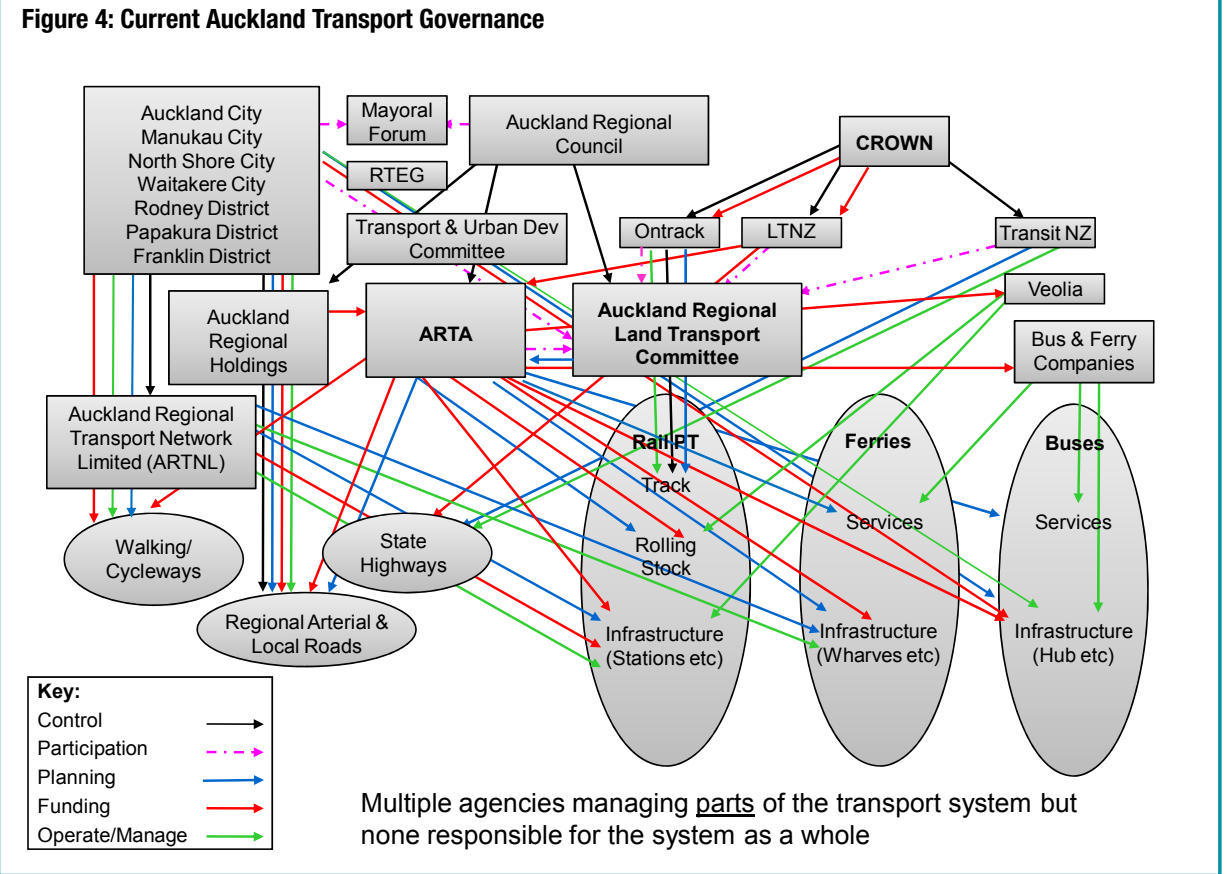 Figure 4: Current Auckland Transport Governance
Auckland City
Manukau City
North Shore City
Waitakere City
Rodney District
Papakura District
Franklin District
Mayoral
Forum
RTEG
Auckland Regional
Council
CROWN
Transport & Urban Dev
Committee
Ontrack
LTNZ
Transit NZ
Auckland
Regional
Holdings
ARTA
Auckland Regional
Land Transport
Committee
Veolia
Bus & Ferry
Companies
Auckland Regional
Transport Network
Limited (ARTNL)
Rail PT
Track
Rolling
Stock
Infrastructure
(Stations etc)
Ferries
Services
Infrastructure
(Wharves etc)
Buses
Services
Infrastructure
(Hub etc)
Walking/
Cycleways
State
Highways
Regional Arterial &
Local Roads
Key:
Control
Participation
Planning
Funding
Operate/Manage
Multiple agencies managing parts of the transport system but
none responsible for the system as a whole